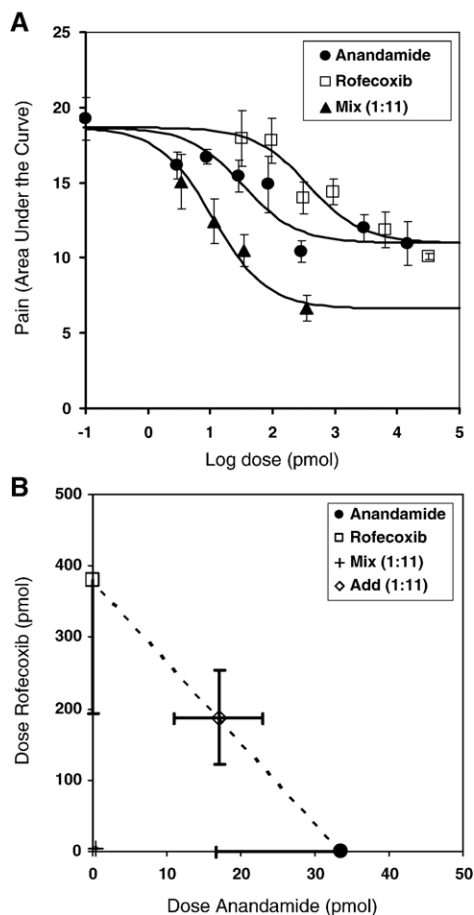 A
Pain (Area Under the Curve)
25
20
15
10
5
0
Anandamide
Rofecoxib
Mix (1:11)
-1 0 1 2 3 4 5
Log dose (pmol)
B
Dose Rofecoxib (pmol)
500
400
300
200
100
0
Anandamide
Rofecoxib
Mix (1:11)
Add (1:11)
0 10 20 30 40 50
Dose Anandamide (pmol)